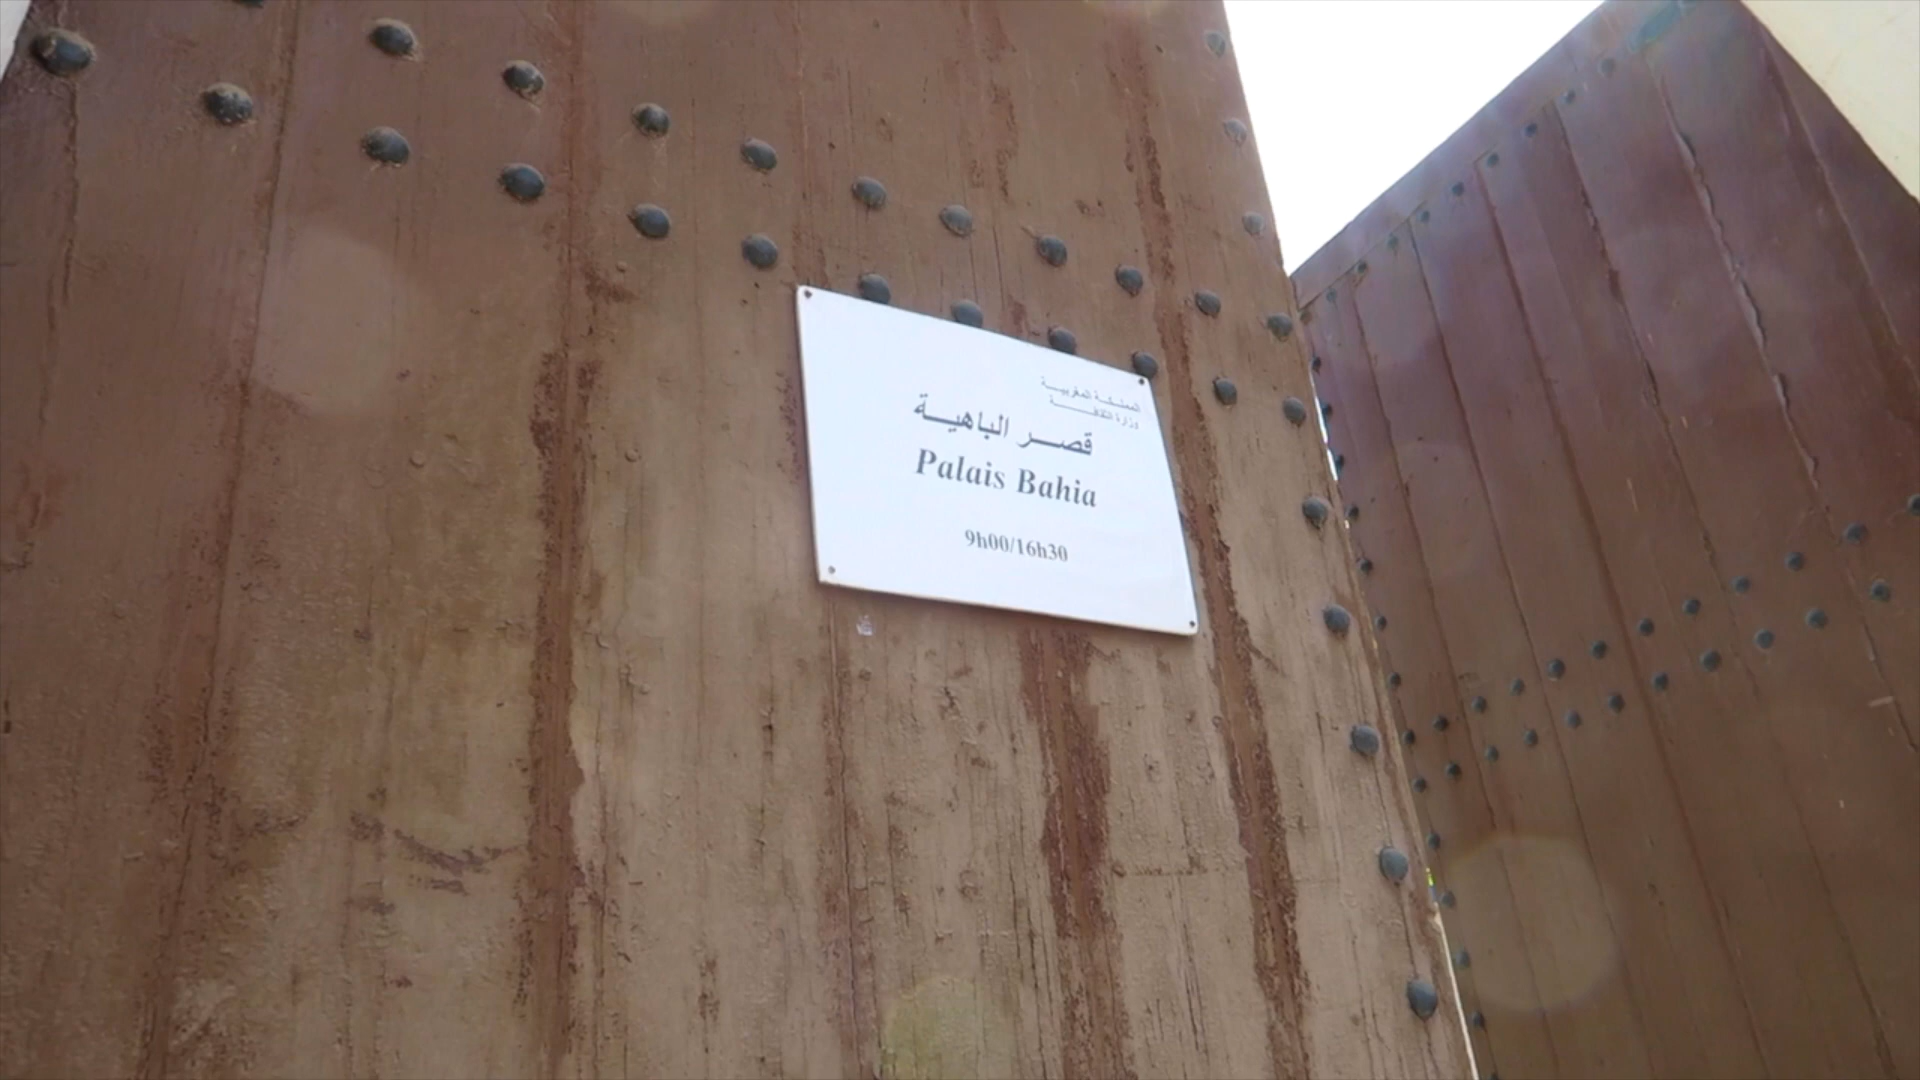 المملكة المغربية
وزارة الثقافة
قصر الباهية
Palais Bahia
9h00/16h30